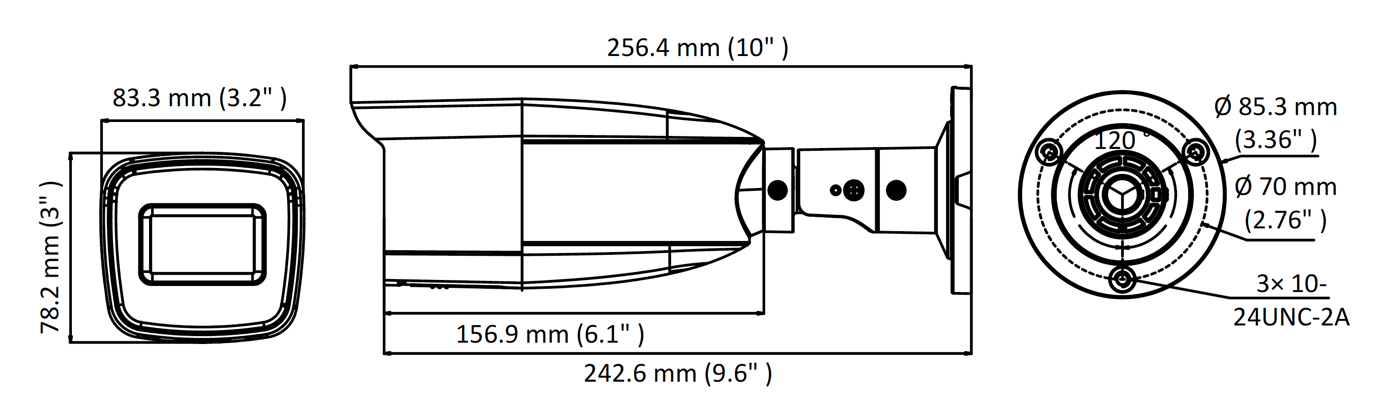 83.3 mm (3.2" )
78.2 mm (3" )
256.4 mm (10" )
156.9 mm (6.1" )
242.6 mm (9.6" )
120 °
Ø 85.3 mm
(3.36" )
Ø 70 mm
(2.76" )
3× 10-
24UNC-2A